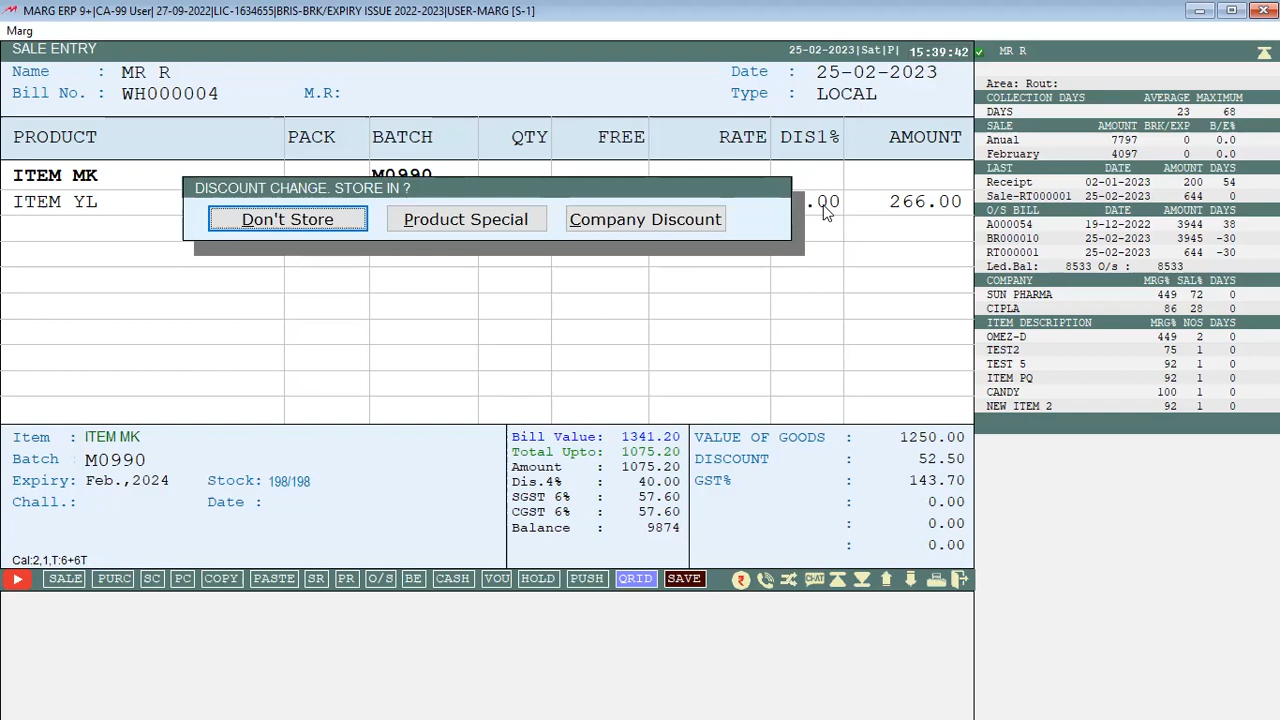 MARG ERP 9+|CA-99 User| 27-09-2022|LIC-1634655|BRIS-BRK/EXPIRY ISSUE 2022-2023|USER-MARG [S-1]
Marg
SALE ENTRY 25-02-2023|Sat|P| 15:39:42
Name : MR R Date : 25-02-2023
Bill No. : WH000004 M.R: Type : LOCAL
PRODUCT PACK BATCH QTY FREE RATE DIS1% AMOUNT
ITEM MK M0990
DISCOUNT CHANGE. STORE IN ?
ITEM YL .00 266.00
Don't Store Product Special Company Discount
Item : ITEM MK
Batch : M0990
Expiry: Feb.,2024 Stock: 198/198
Chall.: Date :
Cal:2,1,T:6+6T
Bill Value: 1341.20
Total Upto: 1075.20
Amount : 1075.20
Dis.4% : 40.00
SGST 6% : 57.60
CGST 6% : 57.60
Balance : 9874
VALUE OF GOODS : 1250.00
DISCOUNT : 52.50
GST% : 143.70
: 0.00
: 0.00
: 0.00
SALE PURC SC PC COPY PASTE SR PR O/S BE CASH VOU HOLD PUSH QRID SAVE CHAT
MR R
Area: Rout:
COLLECTION DAYS AVERAGE MAXIMUM
DAYS 23 68
SALE AMOUNT BRK/EXP B/E%
Anual 7797 0 0.0
February 4097 0 0.0
LAST DATE AMOUNT DAYS
Receipt 02-01-2023 200 54
Sale-RT000001 25-02-2023 644 0
O/S BILL DATE AMOUNT DAYS
A000054 19-12-2022 3944 38
BR000010 25-02-2023 3945 -30
RT000001 25-02-2023 644 -30
Led.Bal: 8533 O/s : 8533
COMPANY MRG% SAL% DAYS
SUN PHARMA 449 72 0
CIPLA 86 28 0
ITEM DESCRIPTION MRG% NOS DAYS
OMEZ-D 449 2 0
TEST2 75 1 0
TEST 5 92 1 0
ITEM PQ 92 1 0
CANDY 100 1 0
NEW ITEM 2 92 1 0